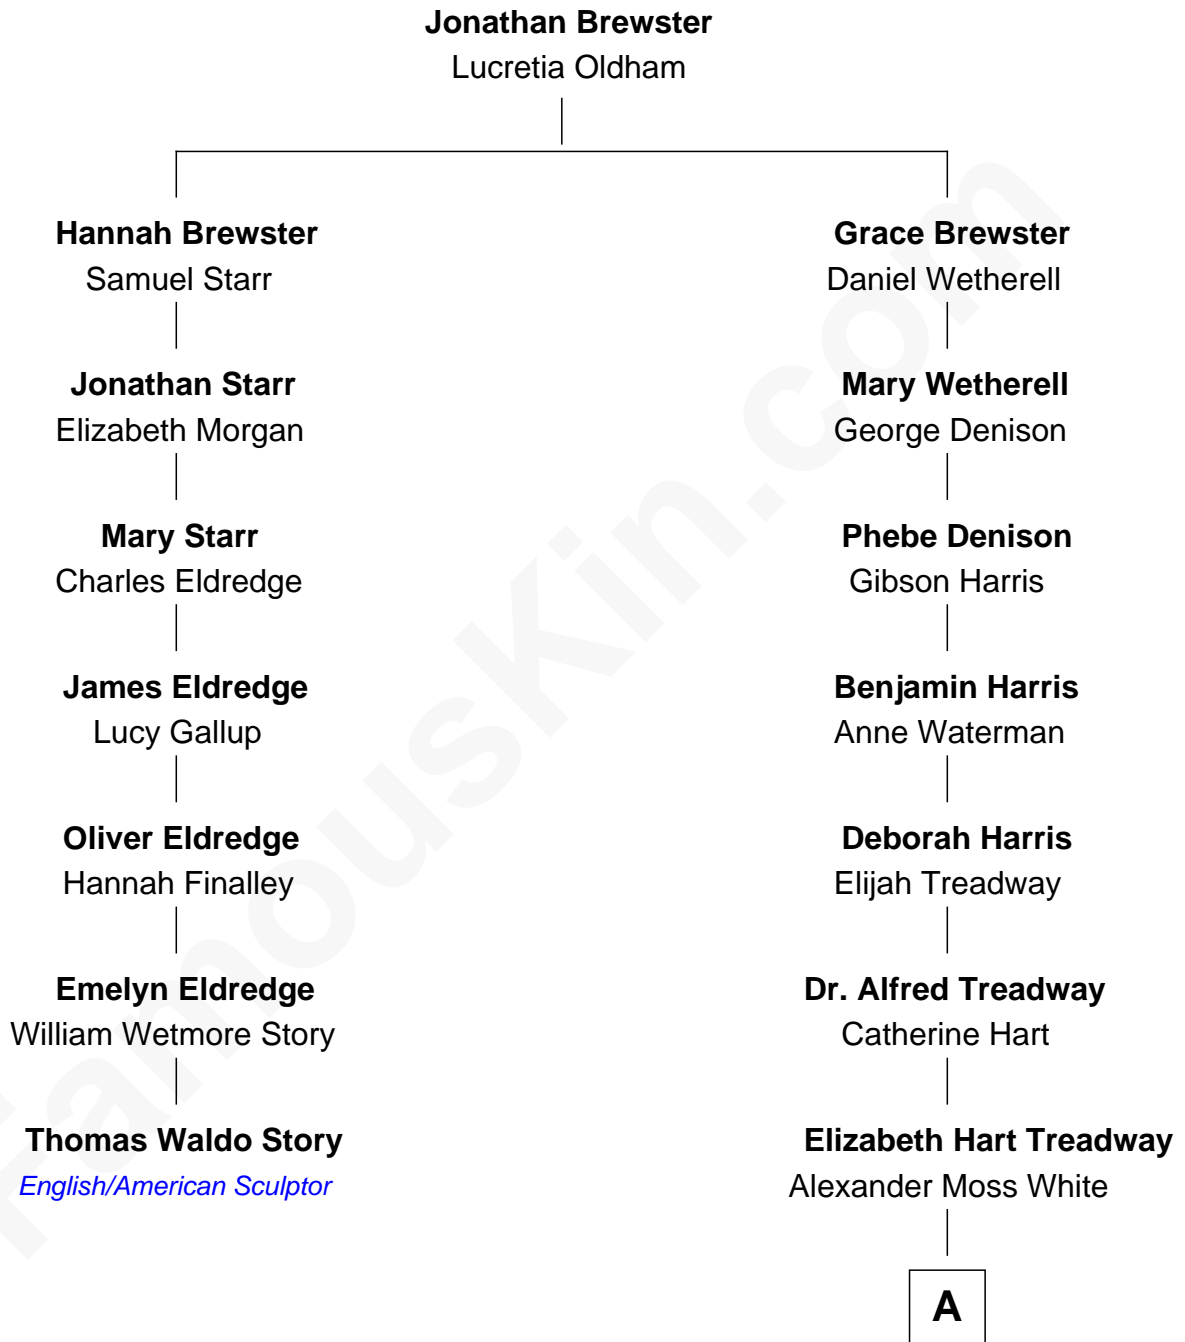 Jonathan Brewster
Lucretia Oldham
Hannah Brewster
Samuel Starr
Grace Brewster
Daniel Wetherell
Jonathan Starr
Elizabeth Morgan
Mary Wetherell
George Denison
Mary Starr
Charles Eldredge
Phebe Denison
Gibson Harris
James Eldredge
Lucy Gallup
Benjamin Harris
Anne Waterman
Oliver Eldredge
Hannah Finalley
Deborah Harris
Elijah Treadway
Emelyn Eldredge
William Wetmore Story
Dr. Alfred Treadway
Catherine Hart
Thomas Waldo Story
English/American Sculptor
Elizabeth Hart Treadway
Alexander Moss White
A
FamousKin.com